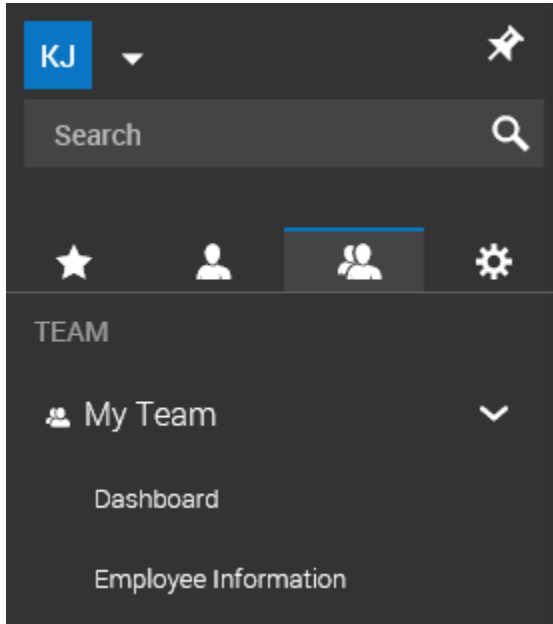 KJ
Search
TEAM
My Team
Dashboard
Employee Information